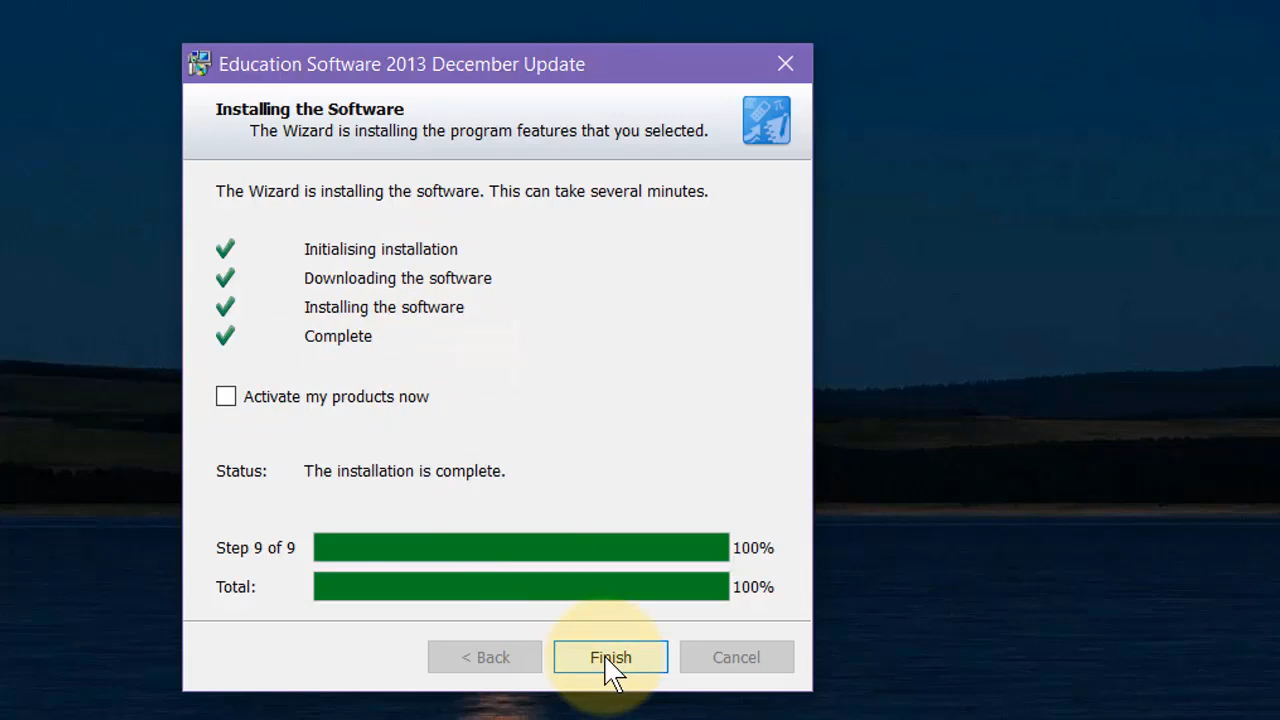 Education Software 2013 December Update
Installing the Software
The Wizard is installing the program features that you selected.
The Wizard is installing the software. This can take several minutes.
Initialising installation
Downloading the software
Installing the software
Complete
Activate my products now
Status: The installation is complete.
Step 9 of 9 100%
Total: 100%
< Back Finish Cancel